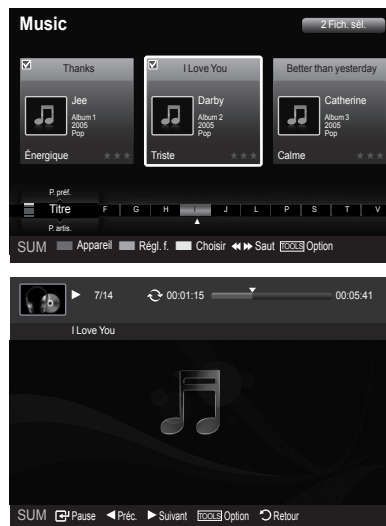 Music
2 Fich. sél.
Thanks
I Love You
Better than yesterday
Jee
Album 1
2005
Pop
Darby
Album 2
2005
Pop
Catherine
Album 3
2005
Pop
Énergique
Triste
Calme
P. préf.
Titre F G H I J L P S T V
P. artis.
SUM Appareil Régl. f. Choisir Saut TOOLS Option
7/14 00:01:15 00:05:41
I Love You
SUM Pause Préc. Suivant TOOLS Option Retour